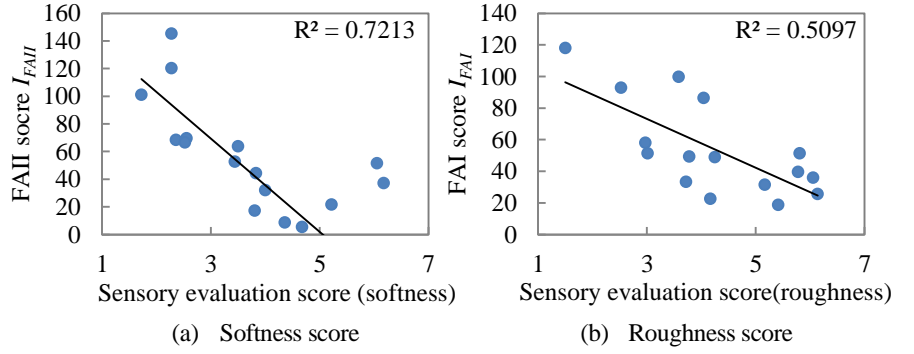 R² = 0.7213
FAII socre I_FAII
160
140
120
100
80
60
40
20
0
1 3 5 7
Sensory evaluation score (softness)
(a) Softness score
R² = 0.5097
FAI score I_FAI
140
120
100
80
60
40
20
0
1 3 5 7
Sensory evaluation score(roughness)
(b) Roughness score